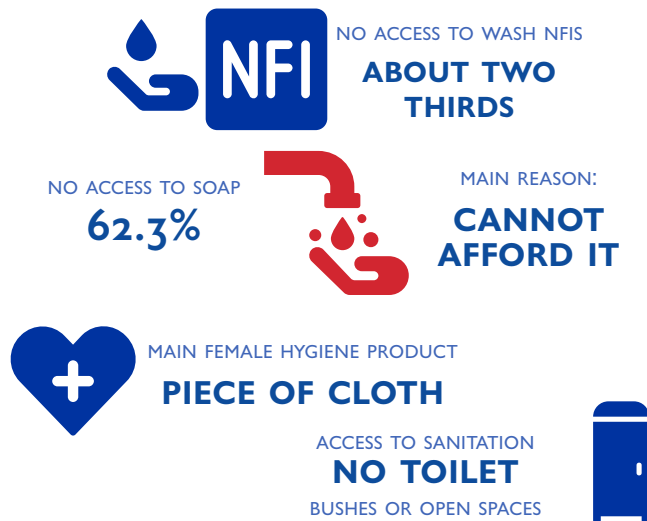 NFI
NO ACCESS TO WASH NFIS
ABOUT TWO
THIRDS
NO ACCESS TO SOAP
62.3%
MAIN REASON:
CANNOT
AFFORD IT
MAIN FEMALE HYGIENE PRODUCT
PIECE OF CLOTH
ACCESS TO SANITATION
NO TOILET
BUSHES OR OPEN SPACES